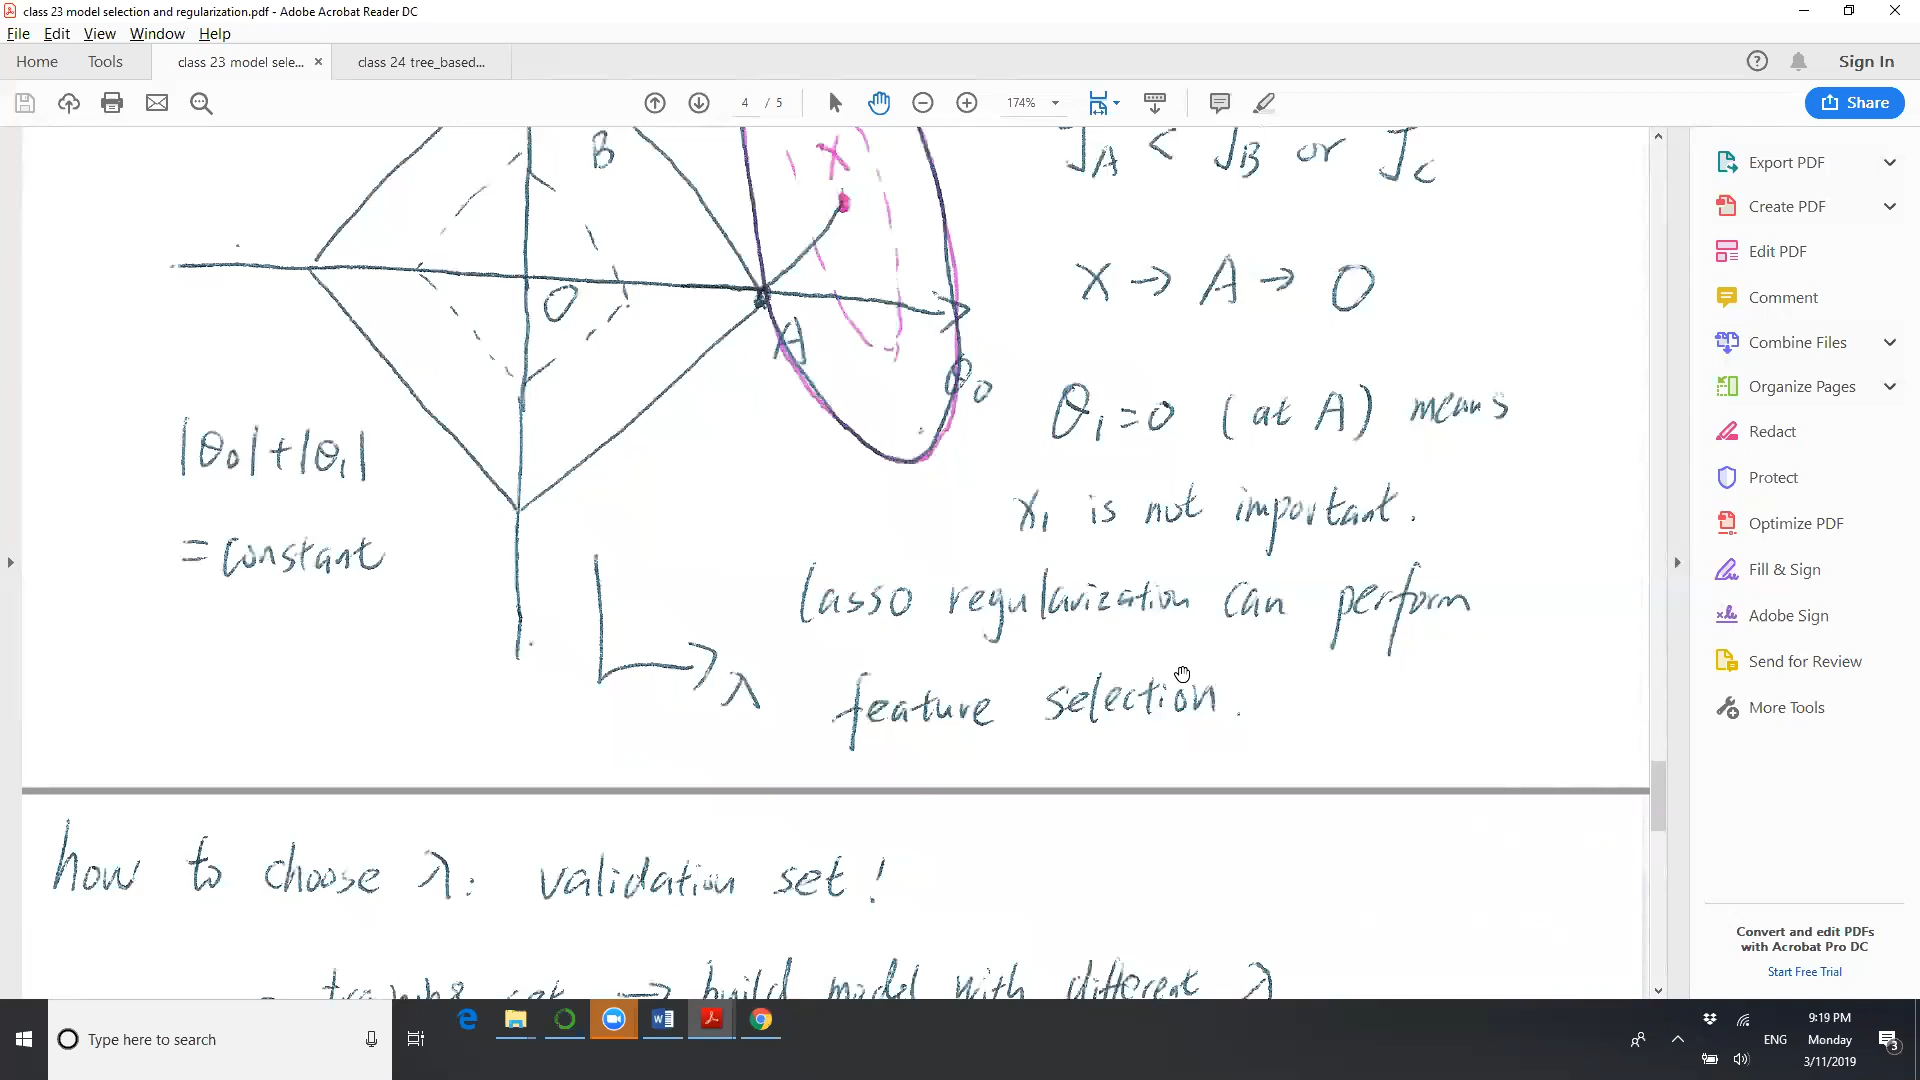 class 23 model selection and regularization.pdf - Adobe Acrobat Reader DC
File Edit View Window Help
Home Tools class 23 model sele... × class 24 tree_based...
Sign In
4 / 5
174%
Share
B
X
J_A < J_B or J_C
X → A → O
O
A
θ₀
θ₁=0 (at A) means
|θ₀|+|θ₁|
= constant
x₁ is not important.
Lasso regularization can perform
λ
feature selection.
how to choose λ: validation set!
set → build model with different λ
Export PDF
Create PDF
Edit PDF
Comment
Combine Files
Organize Pages
Redact
Protect
Optimize PDF
Fill & Sign
Adobe Sign
Send for Review
More Tools
Convert and edit PDFs
with Acrobat Pro DC
Start Free Trial
Type here to search
ENG
9:19 PM
Monday
3/11/2019
3